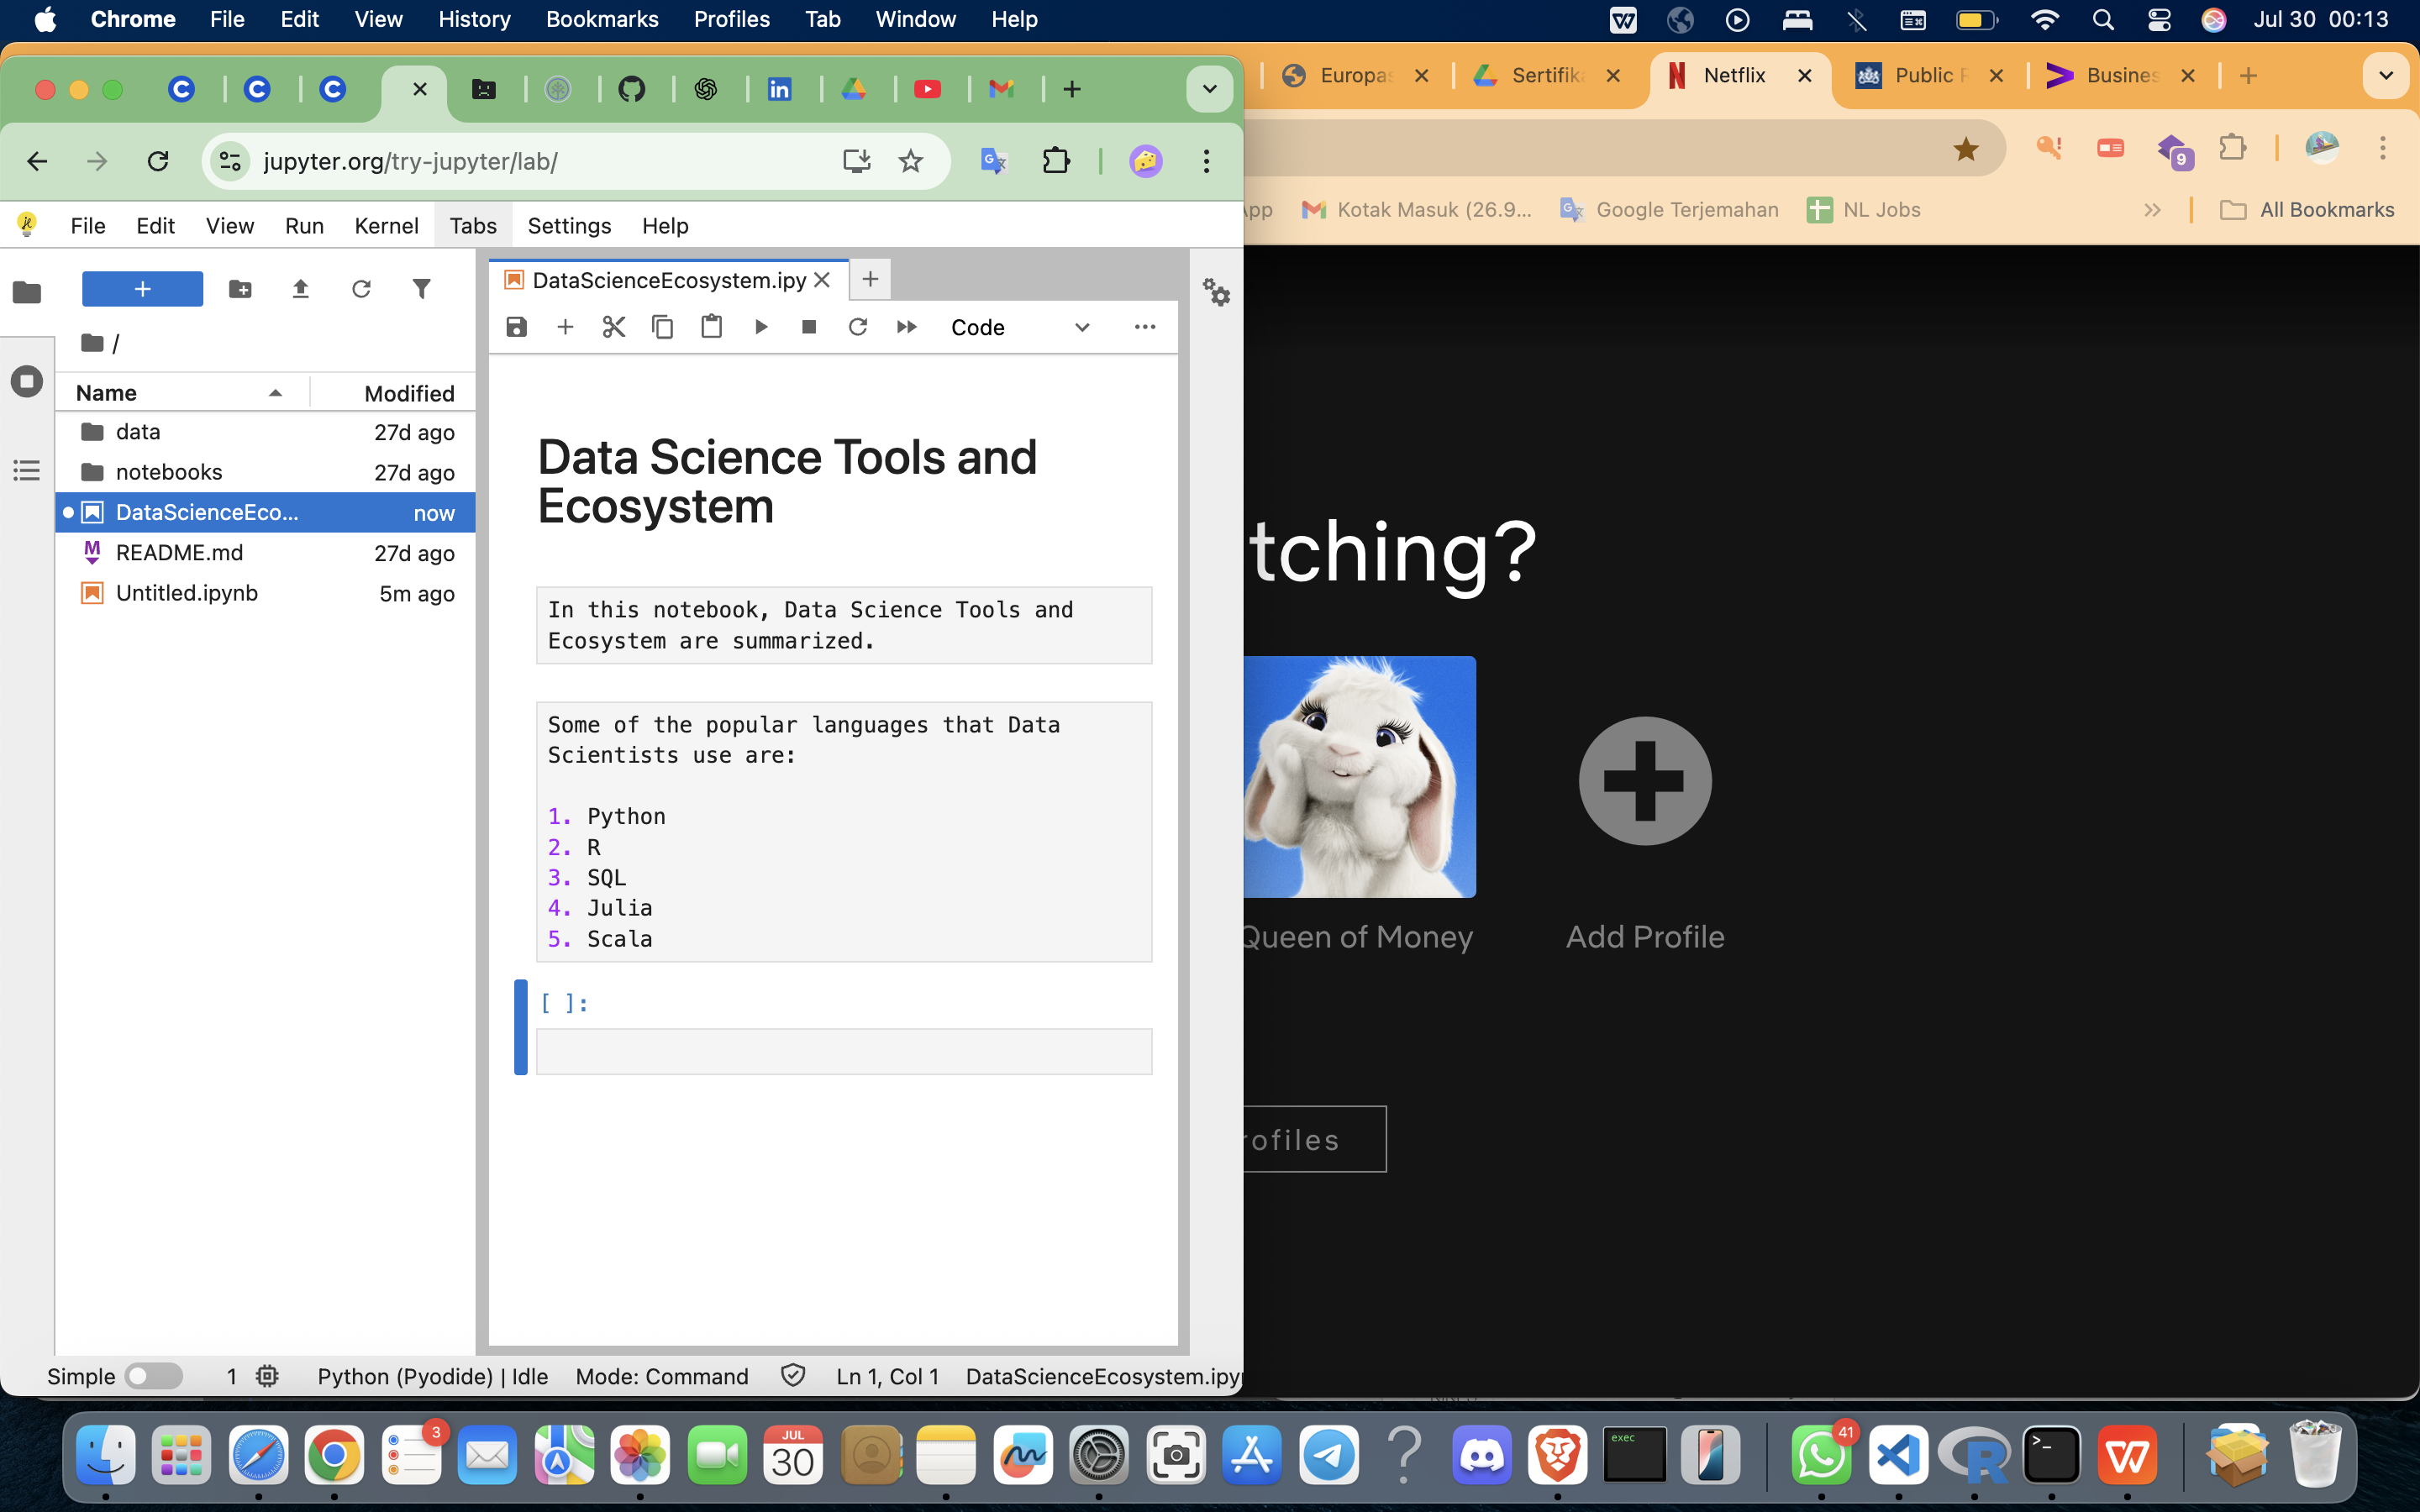 Chrome File Edit View History Bookmarks Profiles Tab Window Help Jul 30 00:13
Netflix Public
9
jupyter.org/try-jupyter/lab/
Kotak Masuk (26.9... Google Terjemahan NL Jobs All Bookmarks
File Edit View Run Kernel Tabs Settings Help
DataScienceEcosystem.ipy
/
Code
Name Modified
data 27d ago
notebooks 27d ago
DataScienceEco... now
README.md 27d ago
Untitled.ipynb 5m ago
Data Science Tools and
Ecosystem
In this notebook, Data Science Tools and
Ecosystem are summarized.
Some of the popular languages that Data
Scientists use are:
1. Python
2. R
3. SQL
4. Julia
5. Scala
[ ]:
tching?
Queen of Money Add Profile
rofiles
Simple 1 Python (Pyodide) | Idle Mode: Command Ln 1, Col 1 DataScienceEcosystem.ipy
3
JUL
30
exec
41